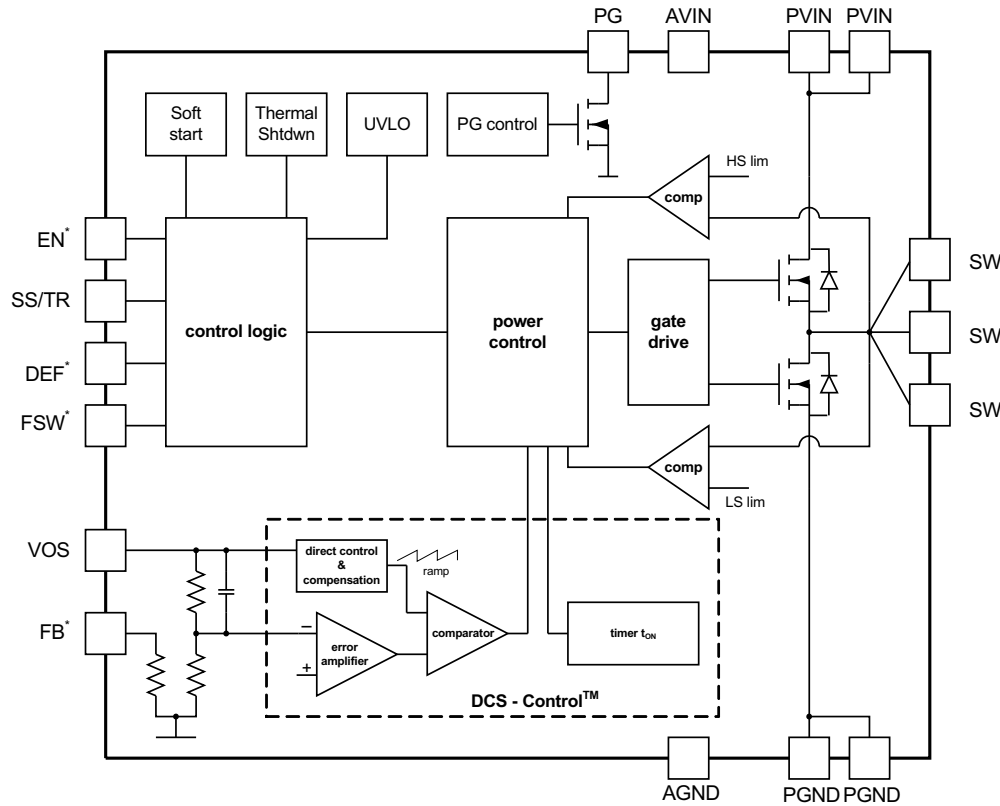 PG
AVIN
PVIN
PVIN
Soft
start
Thermal
Shtdwn
UVLO
PG control
HS lim
comp
EN*
SS/TR
DEF*
FSW*
control logic
power
control
gate
drive
SW
SW
SW
comp
LS lim
VOS
FB*
direct control
&
compensation
ramp
–
+
error
amplifier
comparator
timer tON
DCS - Control™
AGND
PGND
PGND